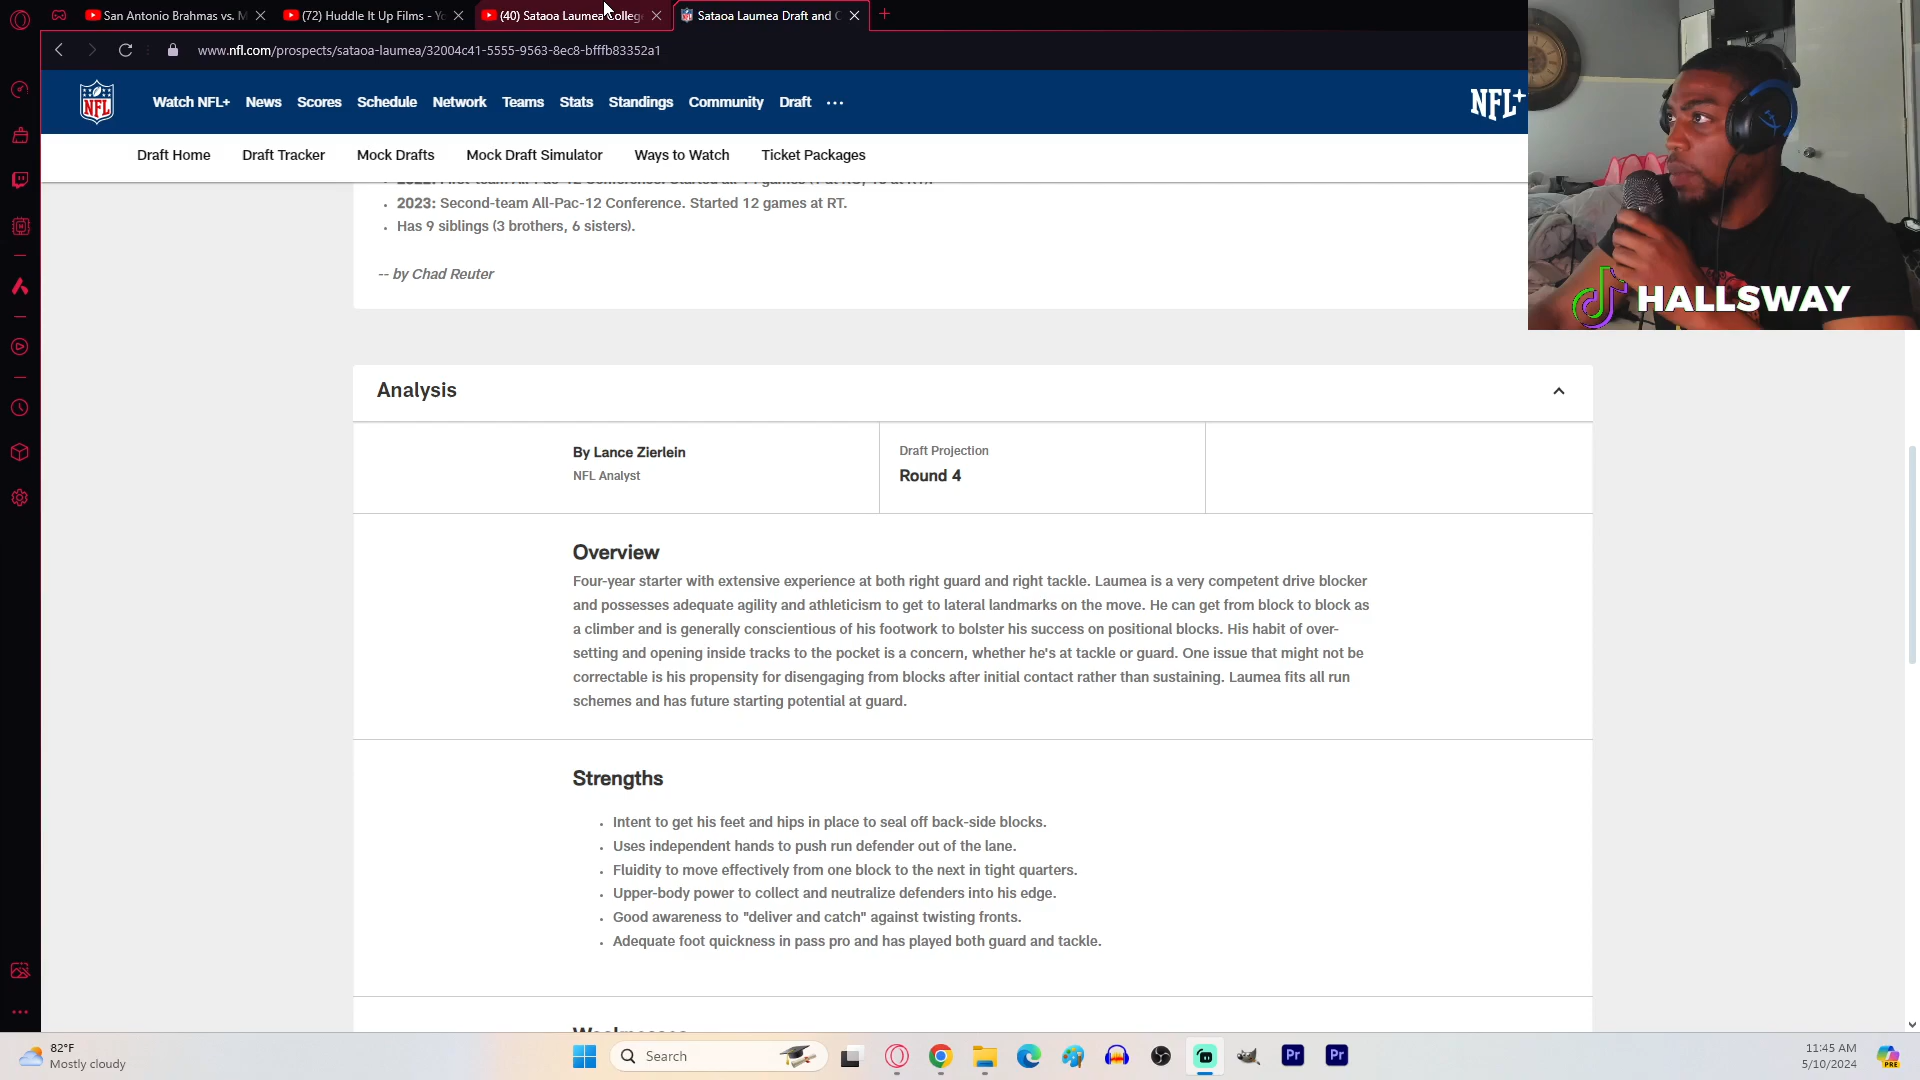 San Antonio Brahmas vs. M
(72) Huddle It Up Films - Yo
(40) Sataoa Laumea Colleg
Sataoa Laumea Draft and C
www.nfl.com/prospects/sataoa-laumea/32004c41-5555-9563-8ec8-bfffb83352a1
NFL
Watch NFL+
News
Scores
Schedule
Network
Teams
Stats
Standings
Community
Draft
NFL+
Draft Home
Draft Tracker
Mock Drafts
Mock Draft Simulator
Ways to Watch
Ticket Packages
2023: Second-team All-Pac-12 Conference. Started 12 games at RT.
Has 9 siblings (3 brothers, 6 sisters).
-- by Chad Reuter
HALLSWAY
Analysis
By Lance Zierlein
NFL Analyst
Draft Projection
Round 4
Overview
Four-year starter with extensive experience at both right guard and right tackle. Laumea is a very competent drive blocker
and possesses adequate agility and athleticism to get to lateral landmarks on the move. He can get from block to block as
a climber and is generally conscientious of his footwork to bolster his success on positional blocks. His habit of over-
setting and opening inside tracks to the pocket is a concern, whether he's at tackle or guard. One issue that might not be
correctable is his propensity for disengaging from blocks after initial contact rather than sustaining. Laumea fits all run
schemes and has future starting potential at guard.
Strengths
Intent to get his feet and hips in place to seal off back-side blocks.
Uses independent hands to push run defender out of the lane.
Fluidity to move effectively from one block to the next in tight quarters.
Upper-body power to collect and neutralize defenders into his edge.
Good awareness to "deliver and catch" against twisting fronts.
Adequate foot quickness in pass pro and has played both guard and tackle.
82°F
Mostly cloudy
Search
Pr
Pr
11:45 AM
5/10/2024
PRE